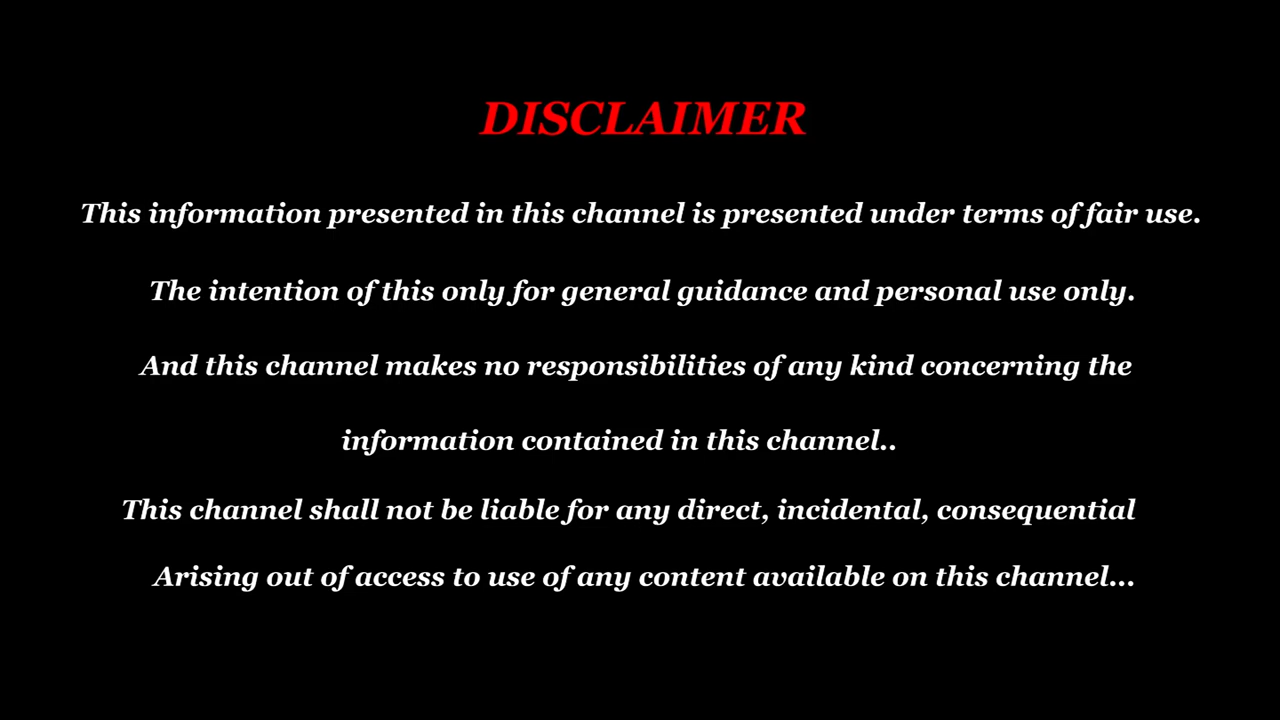 DISCLAIMER
This information presented in this channel is presented under terms of fair use.
The intention of this only for general guidance and personal use only.
And this channel makes no responsibilities of any kind concerning the
information contained in this channel..
This channel shall not be liable for any direct, incidental, consequential
Arising out of access to use of any content available on this channel...